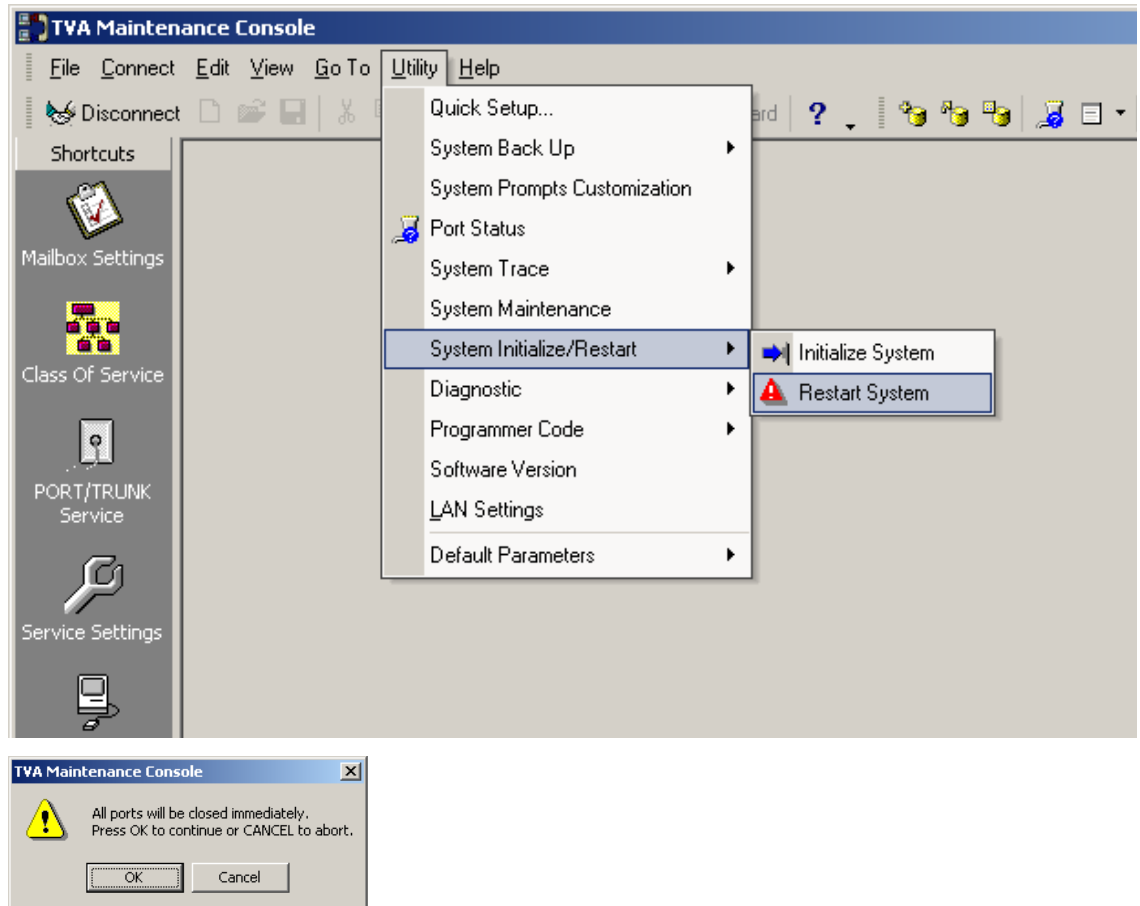 TVA Maintenance Console
File Connect Edit View Go To Utility Help
Disconnect
?
Shortcuts
Mailbox Settings
Class Of Service
PORT/TRUNK
Service
Service Settings
Quick Setup...
System Back Up
System Prompts Customization
Port Status
System Trace
System Maintenance
System Initialize/Restart
Diagnostic
Programmer Code
Software Version
LAN Settings
Default Parameters
Initialize System
Restart System
TVA Maintenance Console
All ports will be closed immediately.
Press OK to continue or CANCEL to abort.
OK Cancel